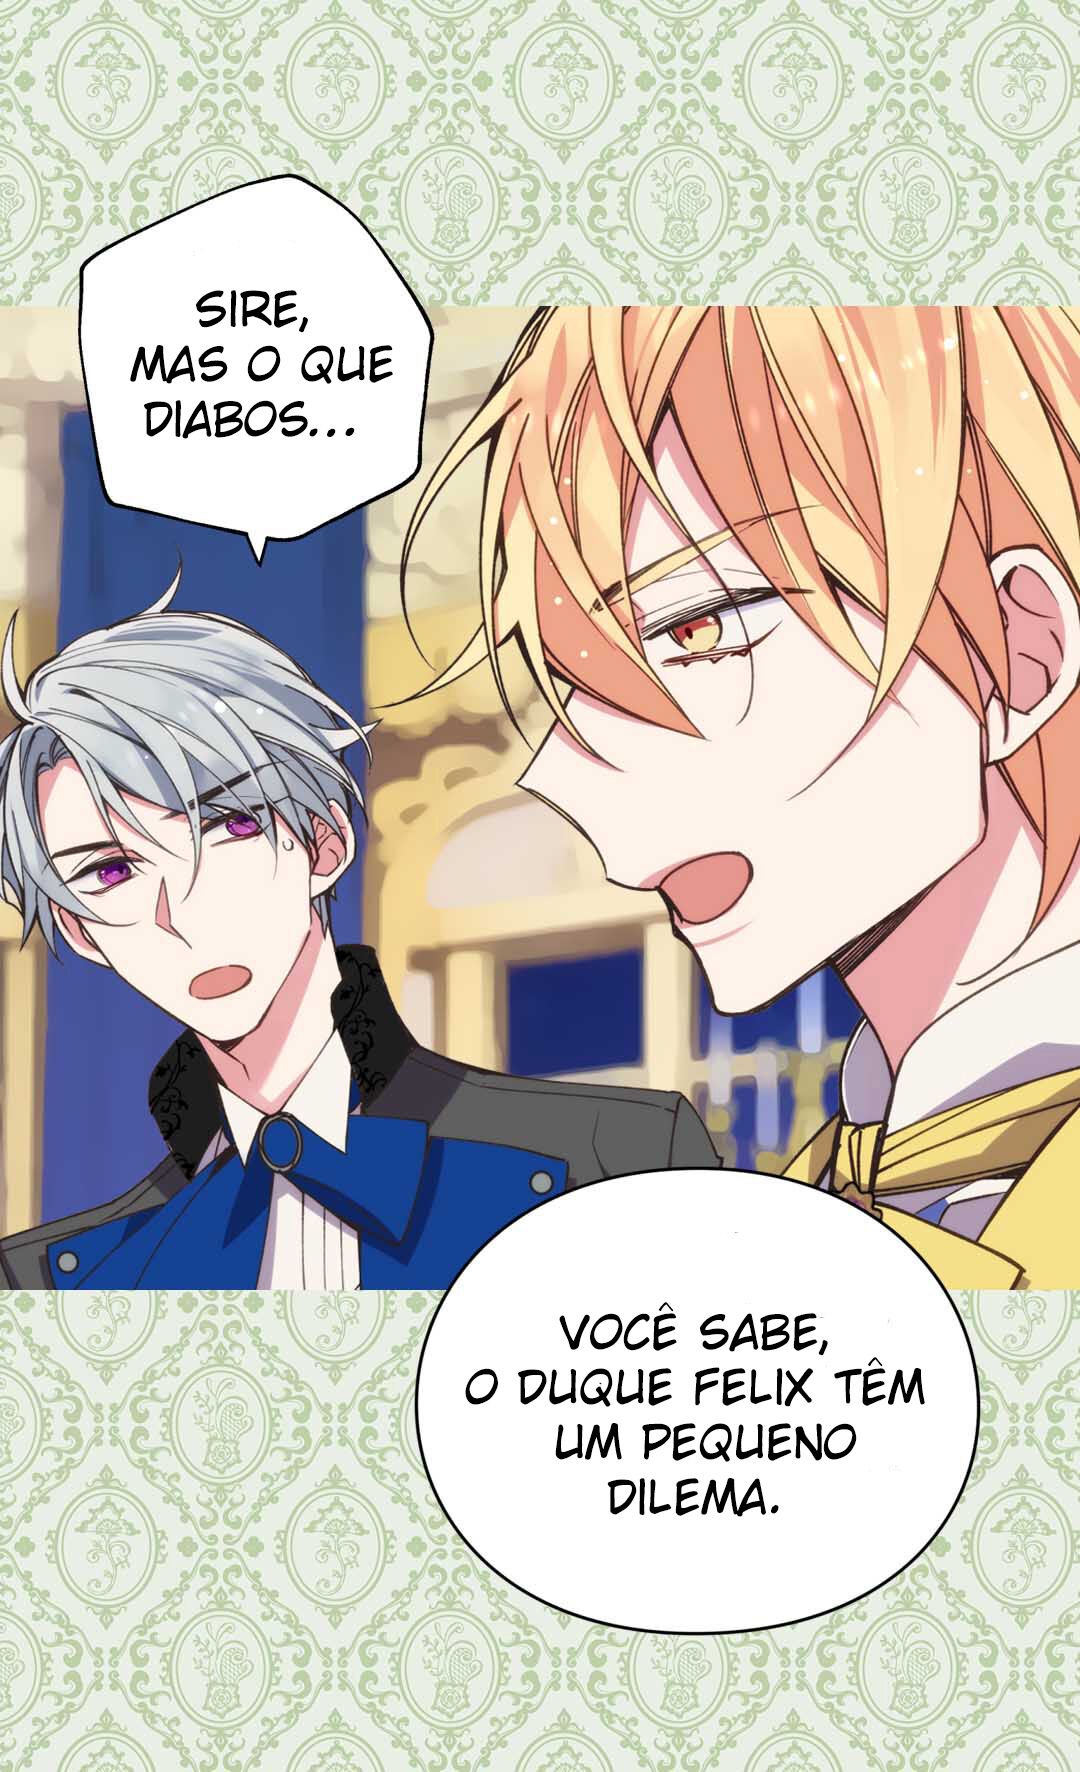 SIRE,
MAS O QUE
DIABOS...
VOCÊ SABE,
O DUQUE FELIX TÊM
UM PEQUENO
DILEMA.